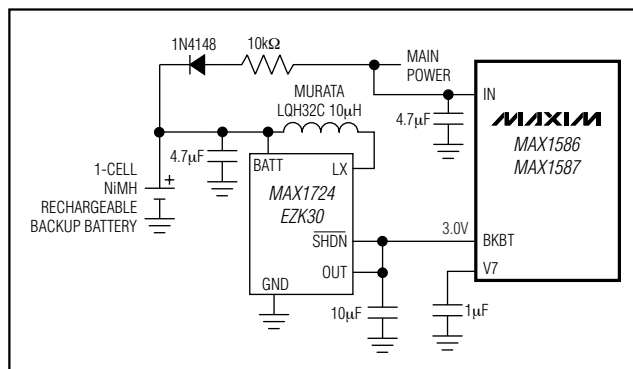 1N4148
10kΩ
MAIN
POWER
MURATA
LQH32C 10μH
IN
4.7μF
MAXIM
MAX1586
MAX1587
4.7μF
BATT
LX
1-CELL
NiMH
RECHARGEABLE
BACKUP BATTERY
+
MAX1724
EZK30
SHDN
3.0V
BKBT
OUT
V7
GND
10μF
1μF